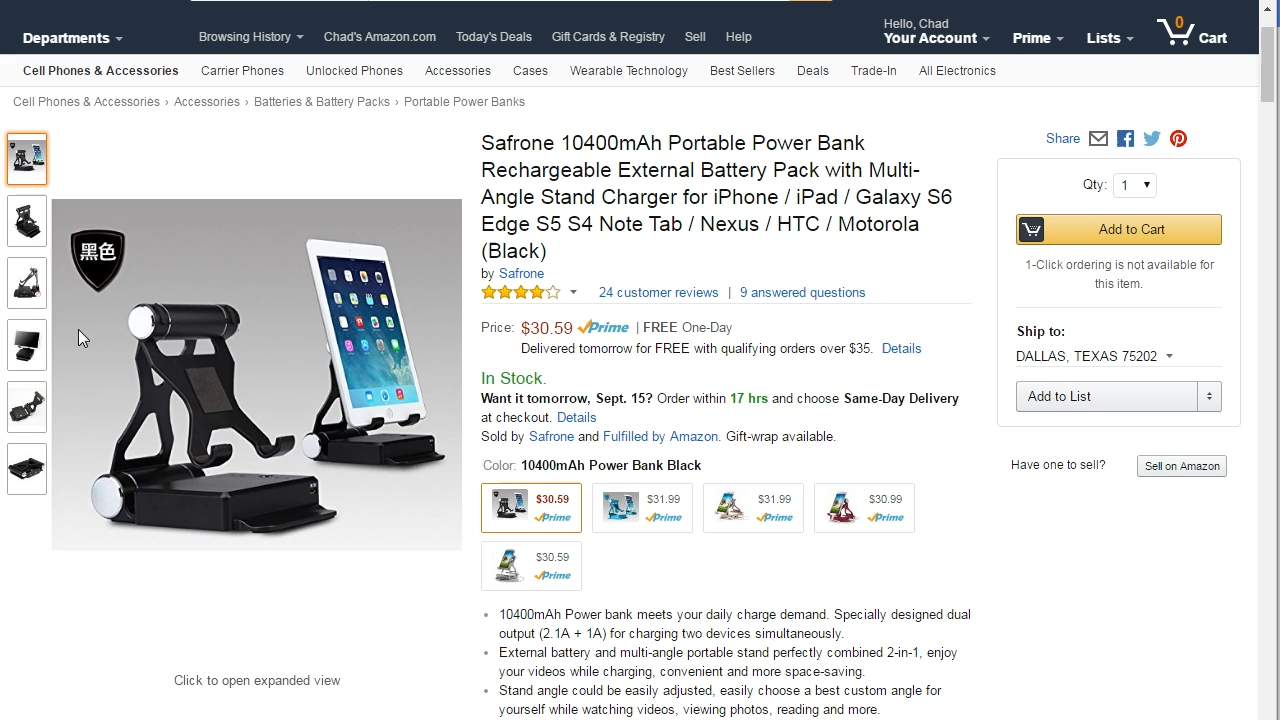 Departments
Browsing History
Chad's Amazon.com
Today's Deals
Gift Cards & Registry
Sell
Help
Hello, Chad
Your Account
Prime
Lists
0
Cart
Cell Phones & Accessories
Carrier Phones
Unlocked Phones
Accessories
Cases
Wearable Technology
Best Sellers
Deals
Trade-In
All Electronics
Cell Phones & Accessories › Accessories › Batteries & Battery Packs › Portable Power Banks
黑色
Safrone 10400mAh Portable Power Bank
Rechargeable External Battery Pack with Multi-
Angle Stand Charger for iPhone / iPad / Galaxy S6
Edge S5 S4 Note Tab / Nexus / HTC / Motorola
(Black)
by Safrone
24 customer reviews | 9 answered questions
Price: $30.59 Prime | FREE One-Day
Delivered tomorrow for FREE with qualifying orders over $35. Details
In Stock.
Want it tomorrow, Sept. 15? Order within 17 hrs and choose Same-Day Delivery
at checkout. Details
Sold by Safrone and Fulfilled by Amazon. Gift-wrap available.
Color: 10400mAh Power Bank Black
$30.59
Prime
$31.99
Prime
$31.99
Prime
$30.99
Prime
$30.59
Prime
• 10400mAh Power bank meets your daily charge demand. Specially designed dual
output (2.1A + 1A) for charging two devices simultaneously.
• External battery and multi-angle portable stand perfectly combined 2-in-1, enjoy
your videos while charging, convenient and more space-saving.
• Stand angle could be easily adjusted, easily choose a best custom angle for
yourself while watching videos, viewing photos, reading and more.
Click to open expanded view
Share
Qty: 1
Add to Cart
1-Click ordering is not available for
this item.
Ship to:
DALLAS, TEXAS 75202
Add to List
Have one to sell?
Sell on Amazon